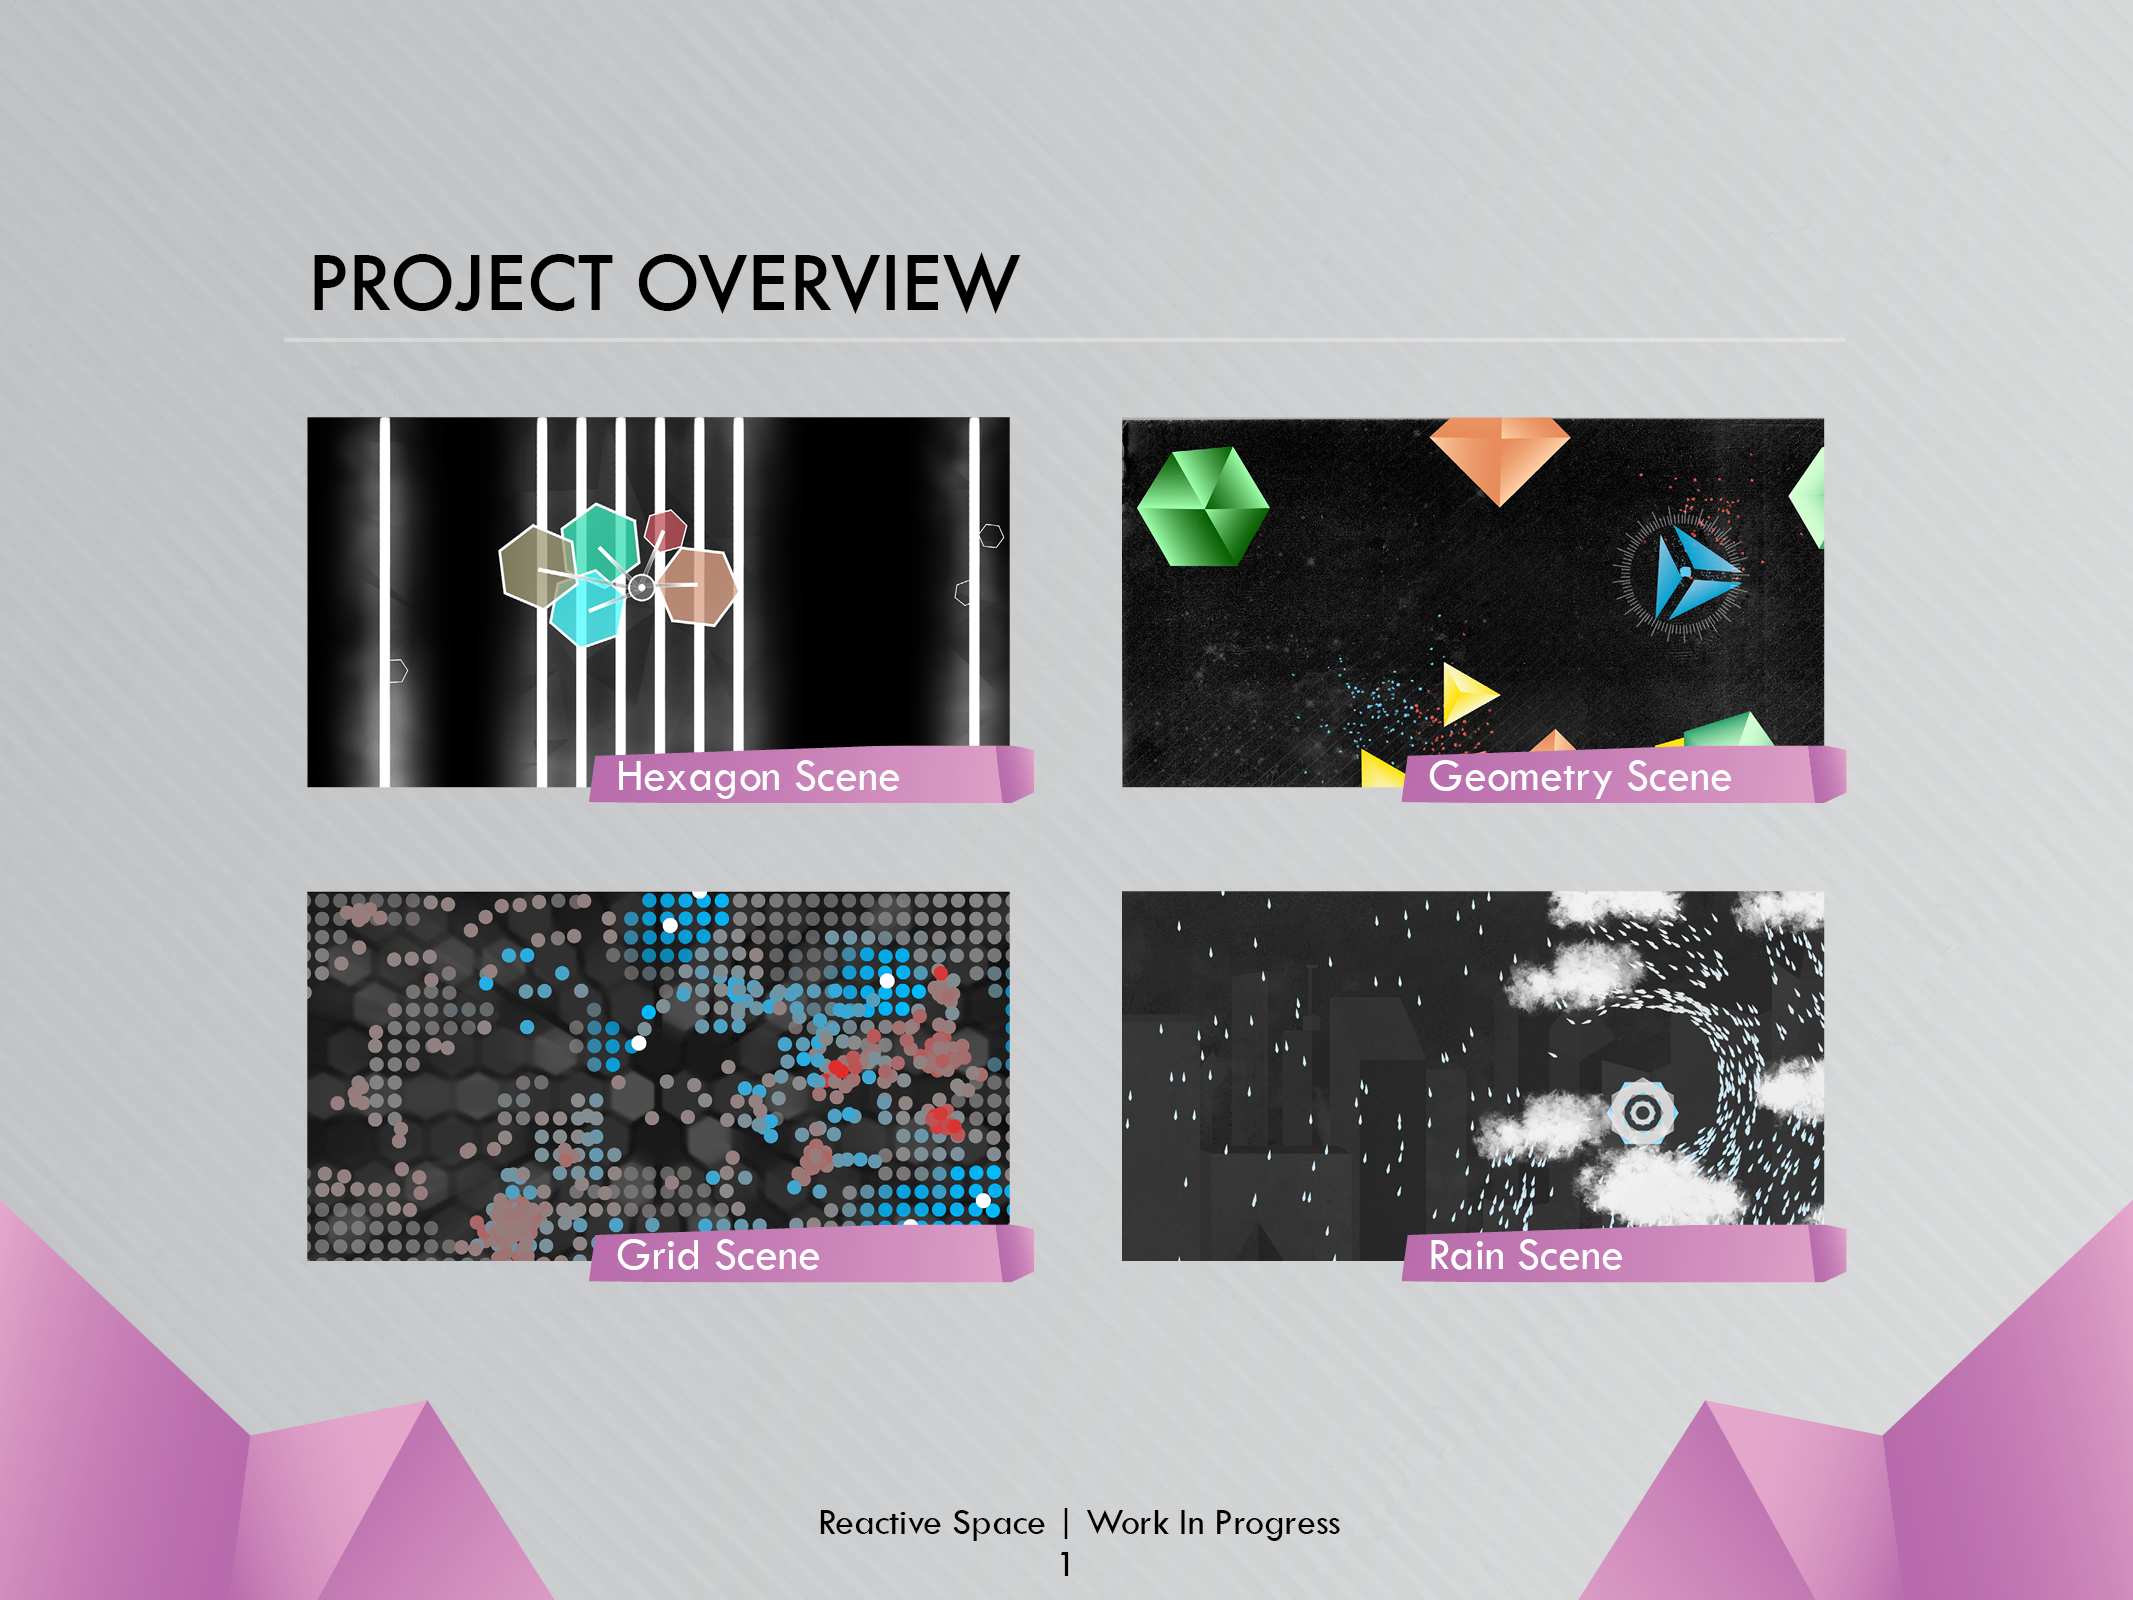 PROJECT OVERVIEW
Hexagon Scene
Geometry Scene
Grid Scene
Rain Scene
Reactive Space | Work In Progress
1